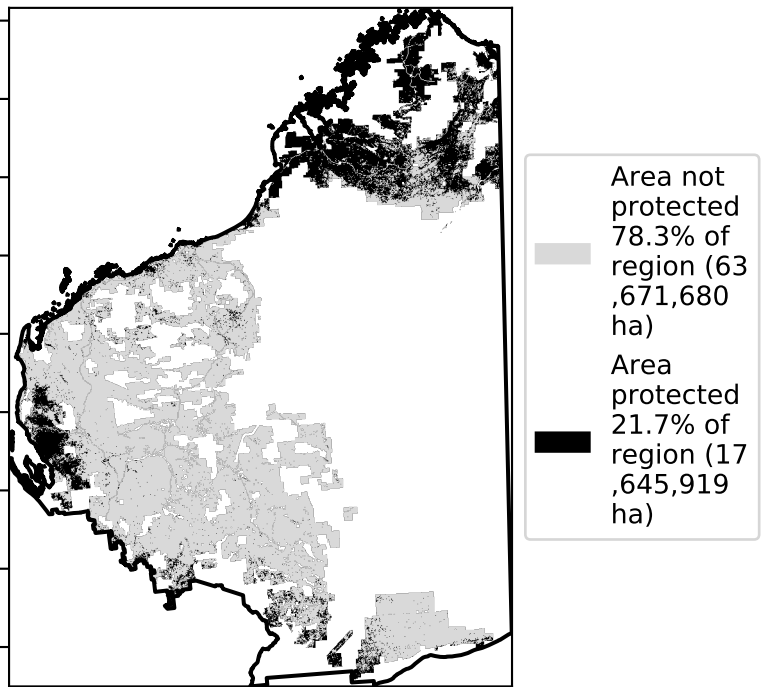 Area not
protected
78.3% of
region (63
,671,680
ha)
Area
protected
21.7% of
region (17
,645,919
ha)